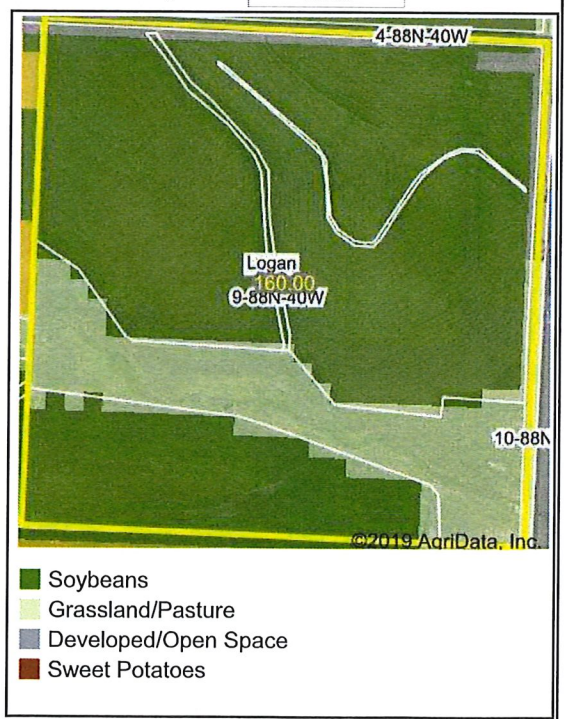 4-88N-40W
Logan
160.00
9-88N-40W
10-88N
©2019 AgriData, Inc.
Soybeans
Grassland/Pasture
Developed/Open Space
Sweet Potatoes